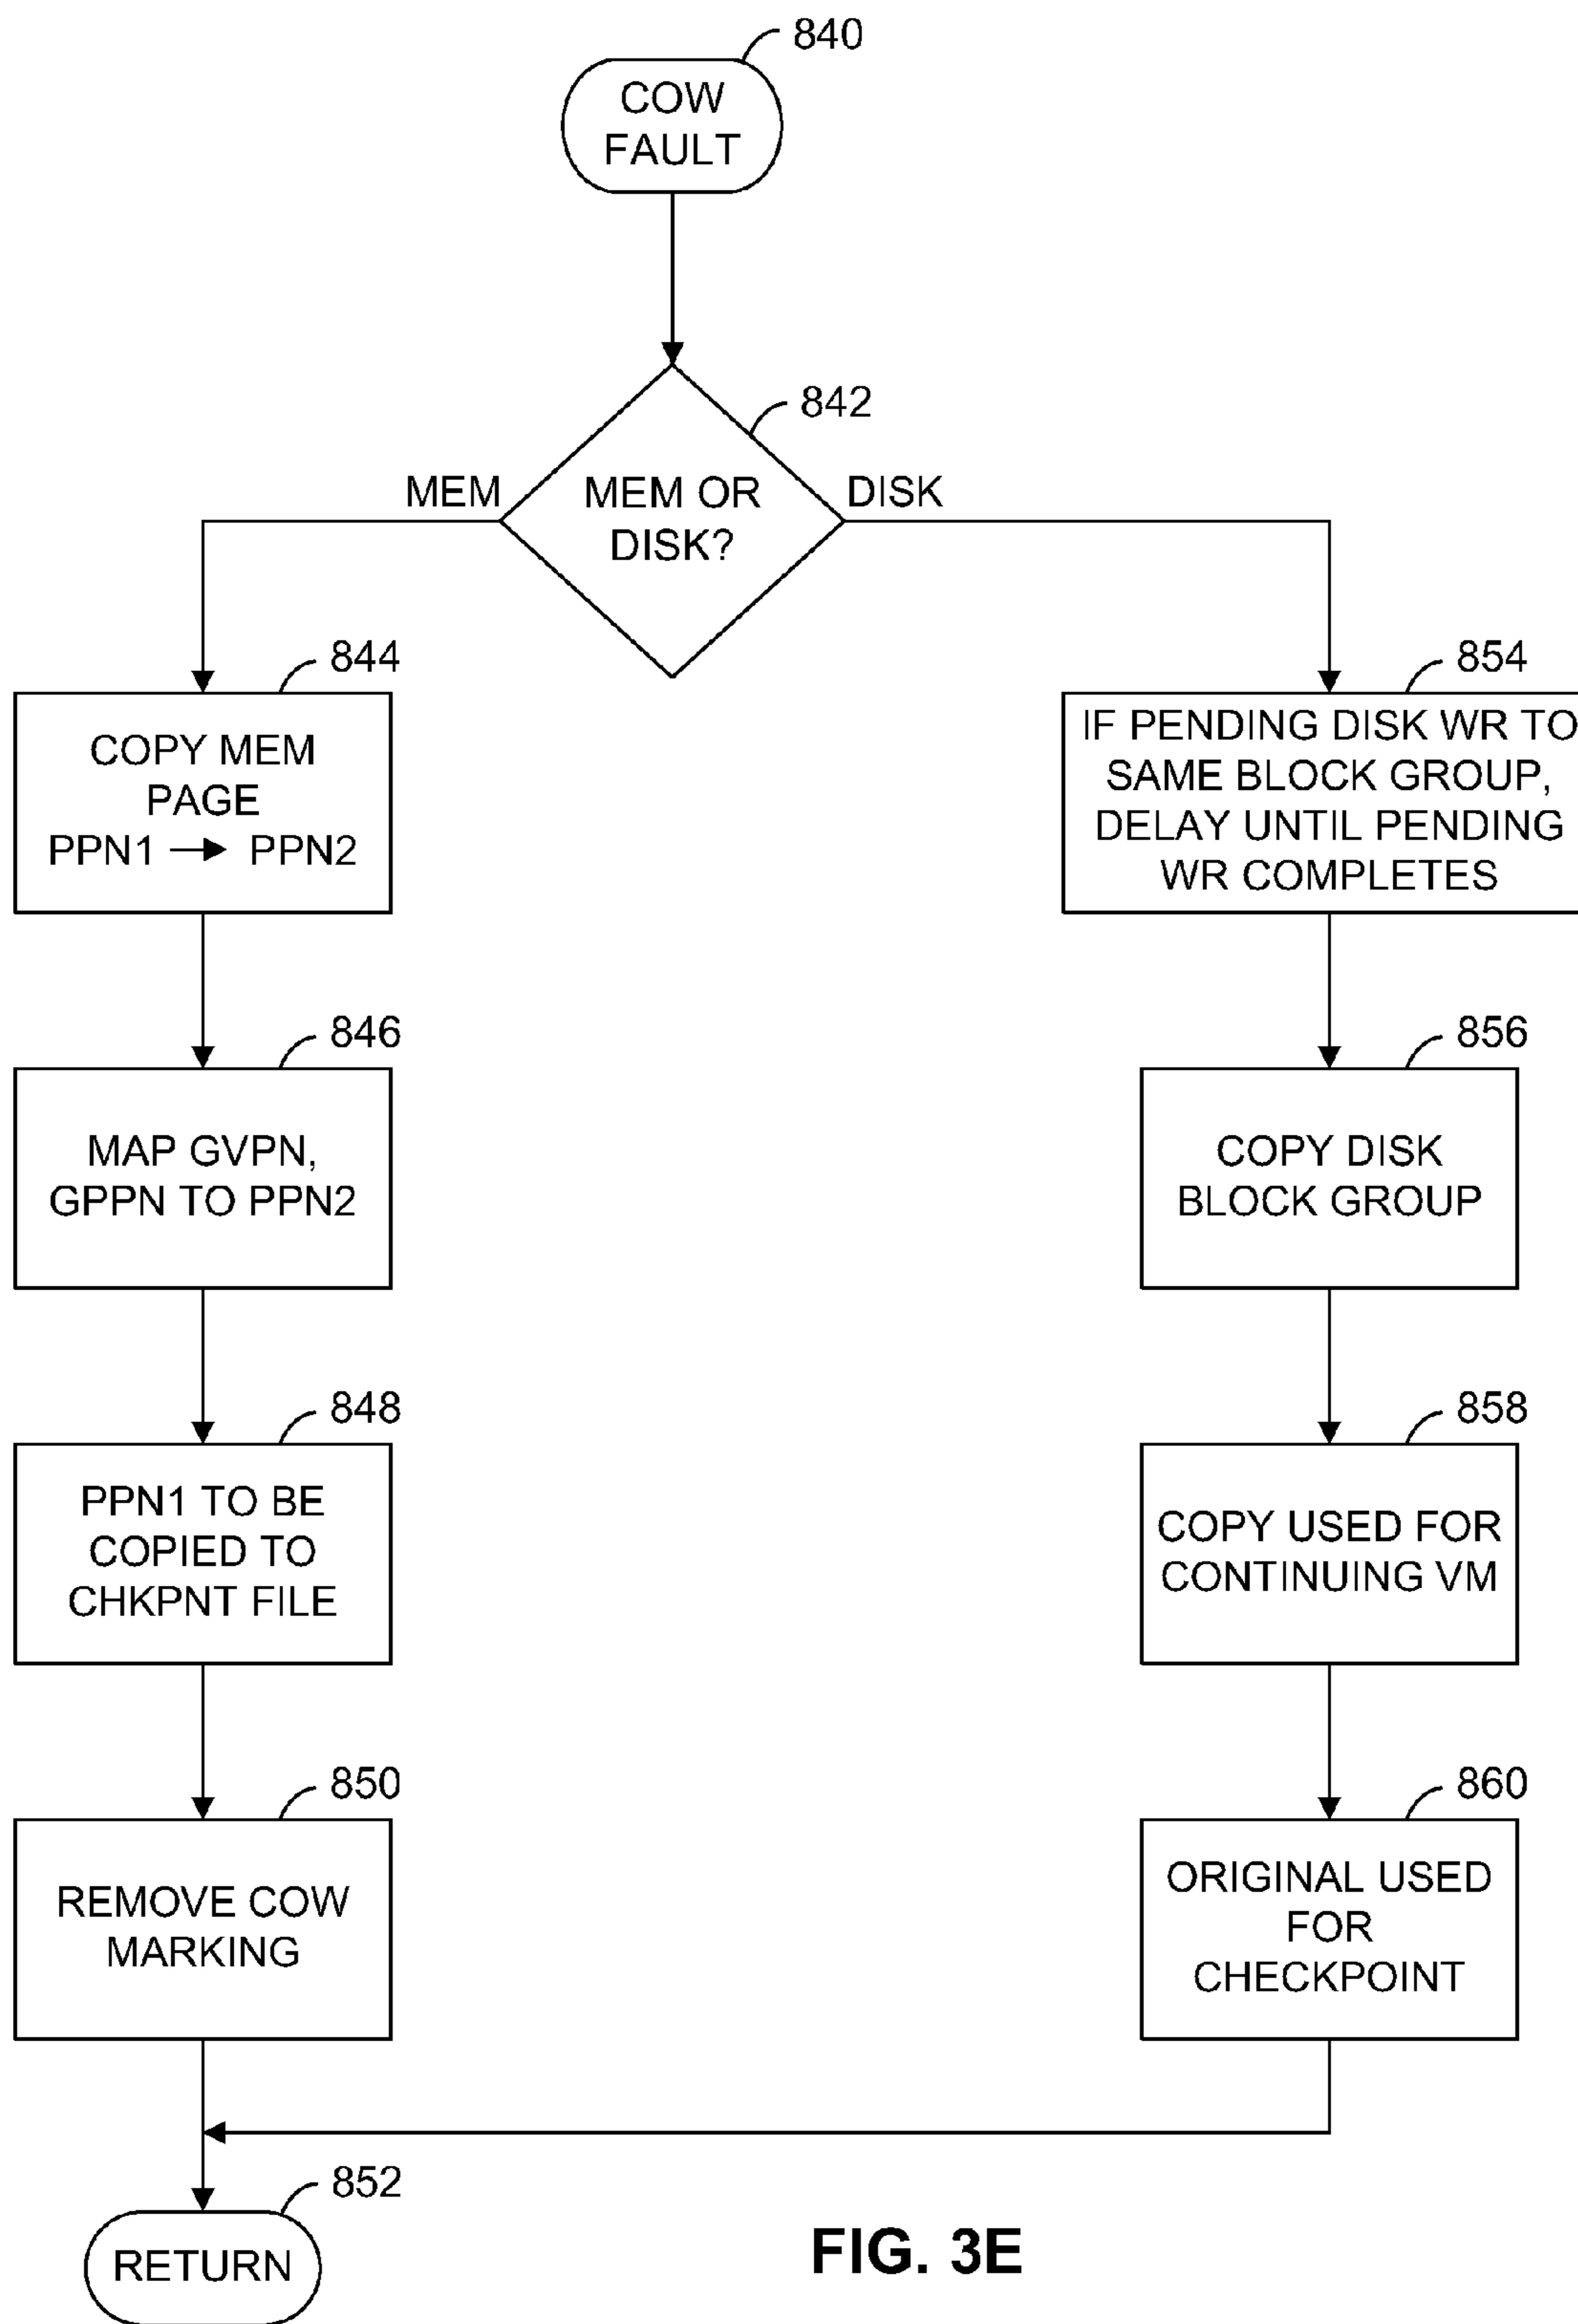 840
COW
FAULT
842
MEM
MEM OR
DISK?
DISK
844
COPY MEM
PAGE
PPN1 → PPN2
846
MAP GVPN,
GPPN TO PPN2
848
PPN1 TO BE
COPIED TO
CHKPNT FILE
850
REMOVE COW
MARKING
854
IF PENDING DISK WR TO
SAME BLOCK GROUP,
DELAY UNTIL PENDING
WR COMPLETES
856
COPY DISK
BLOCK GROUP
858
COPY USED FOR
CONTINUING VM
860
ORIGINAL USED
FOR
CHECKPOINT
852
RETURN
FIG. 3E